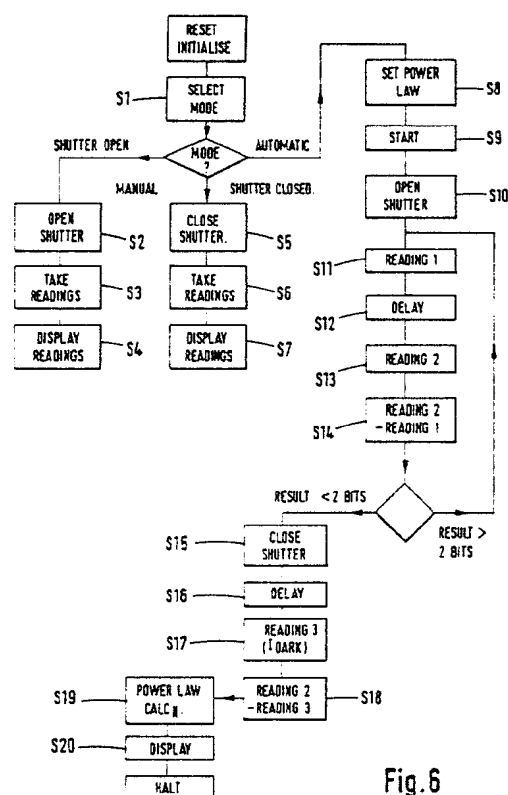 RESET
INITIALISE
S1
SELECT
MODE
SHUTTER OPEN
MODE
?
AUTOMATIC
MANUAL
SHUTTER CLOSED.
OPEN
SHUTTER
S2
CLOSE
SHUTTER.
S5
TAKE
READINGS
S3
TAKE
READINGS
S6
DISPLAY
READINGS
S4
DISPLAY
READINGS
S7
SET POWER
LAW
S8
START
S9
OPEN
SHUTTER
S10
S11
READING 1
S12
DELAY
S13
READING 2
S14
READING 2
-READING 1
RESULT <2 BITS
RESULT >
2 BITS
S15
CLOSE
SHUTTER
S16
DELAY
S17
READING 3
(I DARK)
READING 2
-READING 3
S18
S19
POWER LAW
CALCN.
S20
DISPLAY
HALT
Fig.6